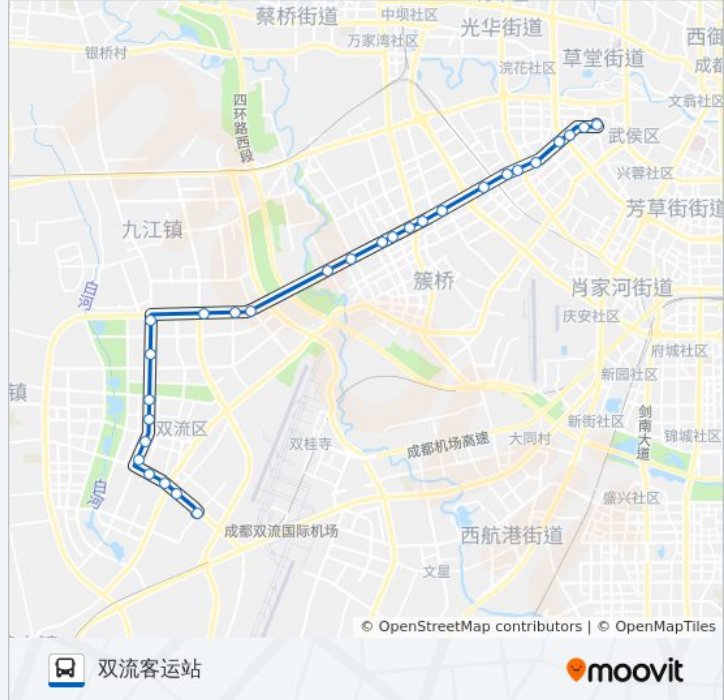 蔡桥街道
中坝社区
光华街道
西御
万家湾社区
银桥村
草堂街道
成都
浣花社区
四环路西段
文翁社区
武侯区
兴蓉社区
芳草街街道
九江镇
簇桥
肖家河街道
白河
庆安社区
府城社区
新园社区
镇
剑南大道
新街社区
双流区
双桂寺
成都机场高速
大同村
锦城社区
白河
盛兴社区
成都双流国际机场
西航港街道
文星
© OpenStreetMap contributors | © OpenMapTiles
双流客运站
moovit